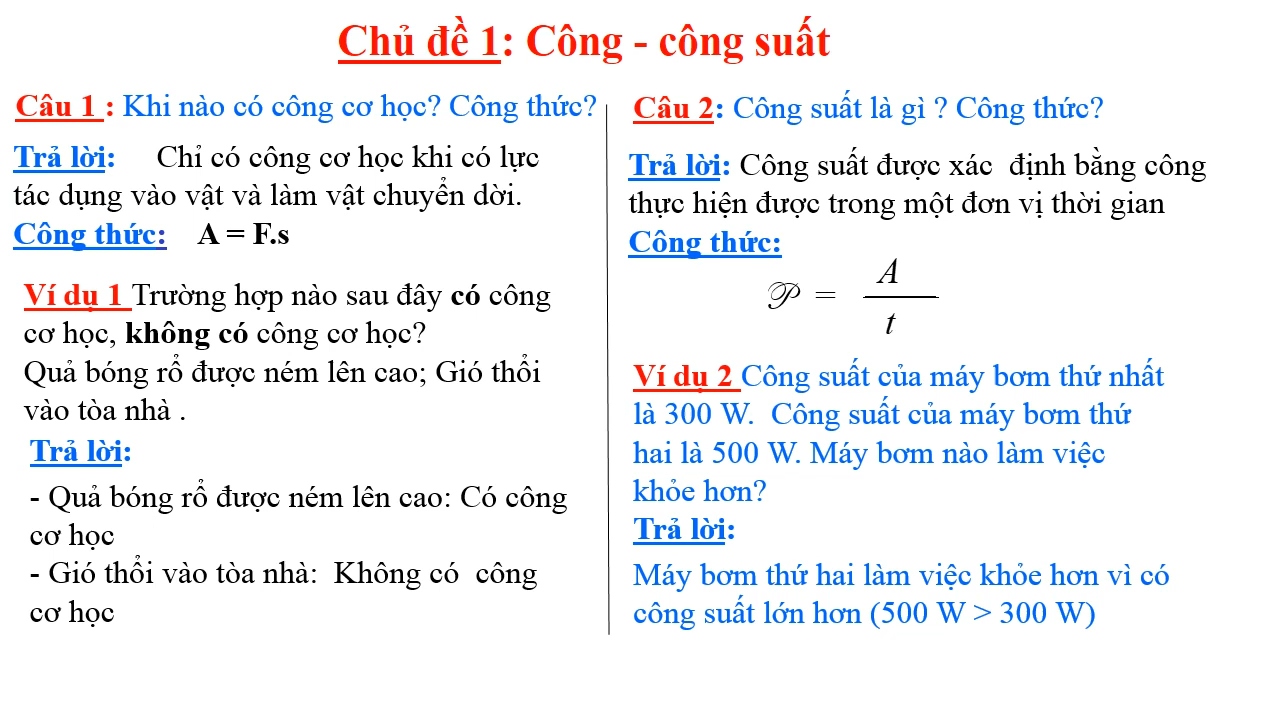 Chủ đề 1: Công - công suất
Câu 1 : Khi nào có công cơ học? Công thức?
Trả lời: Chỉ có công cơ học khi có lực
tác dụng vào vật và làm vật chuyển dời.
Công thức: A = F.s
Ví dụ 1 Trường hợp nào sau đây có công
cơ học, không có công cơ học?
Quả bóng rổ được ném lên cao; Gió thổi
vào tòa nhà .
Trả lời:
- Quả bóng rổ được ném lên cao: Có công
cơ học
- Gió thổi vào tòa nhà: Không có công
cơ học
Câu 2: Công suất là gì ? Công thức?
Trả lời: Công suất được xác định bằng công
thực hiện được trong một đơn vị thời gian
Công thức:
𝒫 = A
t
Ví dụ 2 Công suất của máy bơm thứ nhất
là 300 W. Công suất của máy bơm thứ
hai là 500 W. Máy bơm nào làm việc
khỏe hơn?
Trả lời:
Máy bơm thứ hai làm việc khỏe hơn vì có
công suất lớn hơn (500 W > 300 W)